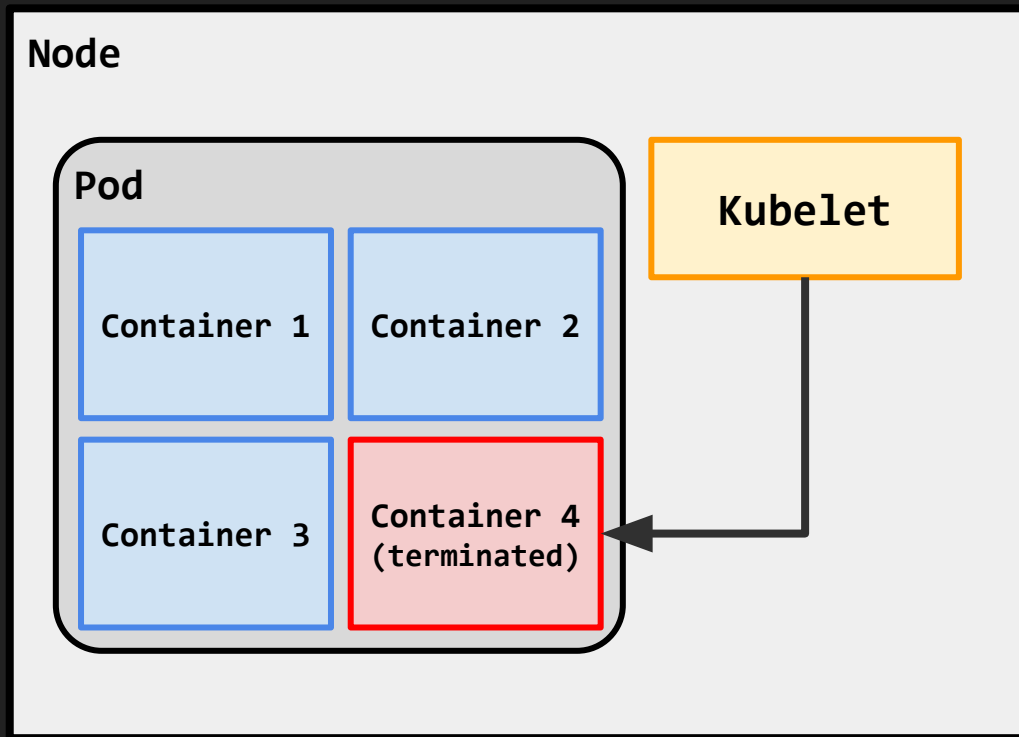 Node
Pod
Kubelet
Container 1
Container 2
Container 3
Container 4
(terminated)